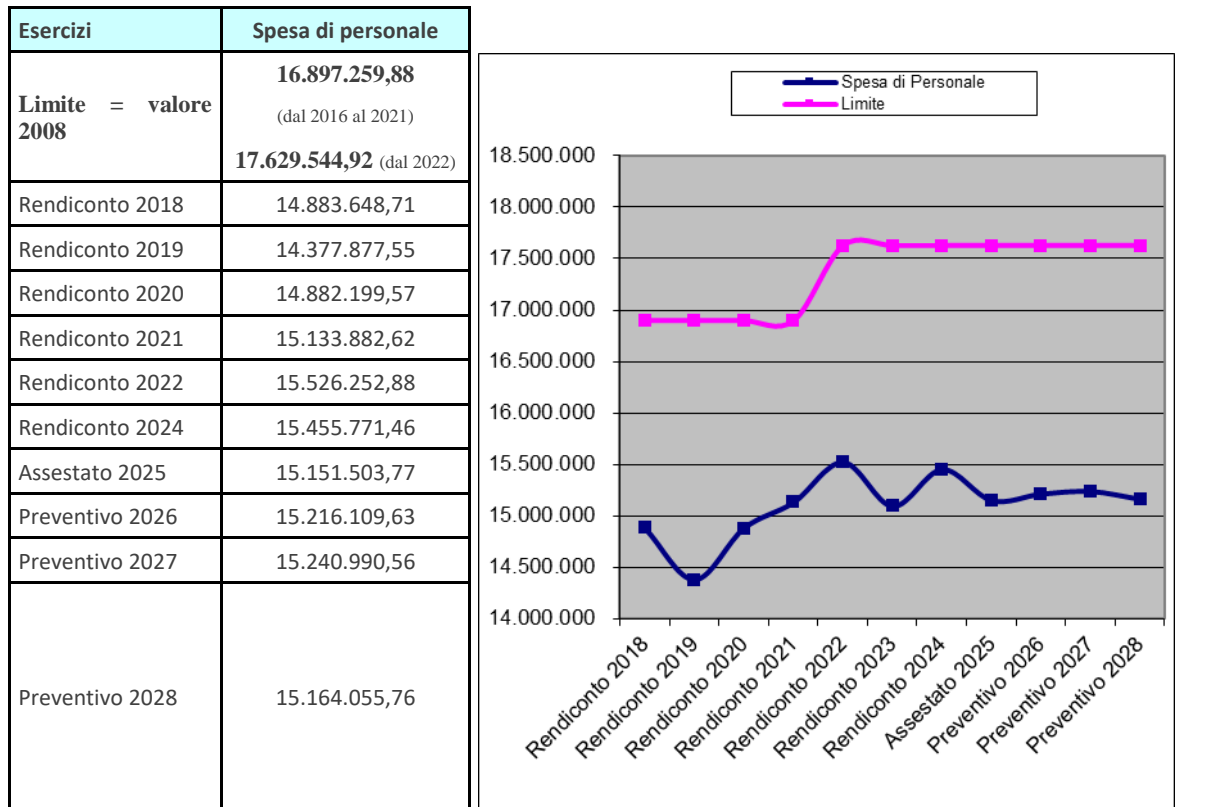 Esercizi Spesa di personale
Limite = valore 2008 16.897.259,88
(dal 2016 al 2021)
17.629.544,92 (dal 2022)
Rendiconto 2018 14.883.648,71
Rendiconto 2019 14.377.877,55
Rendiconto 2020 14.882.199,57
Rendiconto 2021 15.133.882,62
Rendiconto 2022 15.526.252,88
Rendiconto 2024 15.455.771,46
Assestato 2025 15.151.503,77
Preventivo 2026 15.216.109,63
Preventivo 2027 15.240.990,56
Preventivo 2028 15.164.055,76
Spesa di Personale
Limite
18.500.000
18.000.000
17.500.000
17.000.000
16.500.000
16.000.000
15.500.000
15.000.000
14.500.000
14.000.000
Rendiconto 2018
Rendiconto 2019
Rendiconto 2020
Rendiconto 2021
Rendiconto 2022
Rendiconto 2023
Rendiconto 2024
Assestato 2025
Preventivo 2026
Preventivo 2027
Preventivo 2028